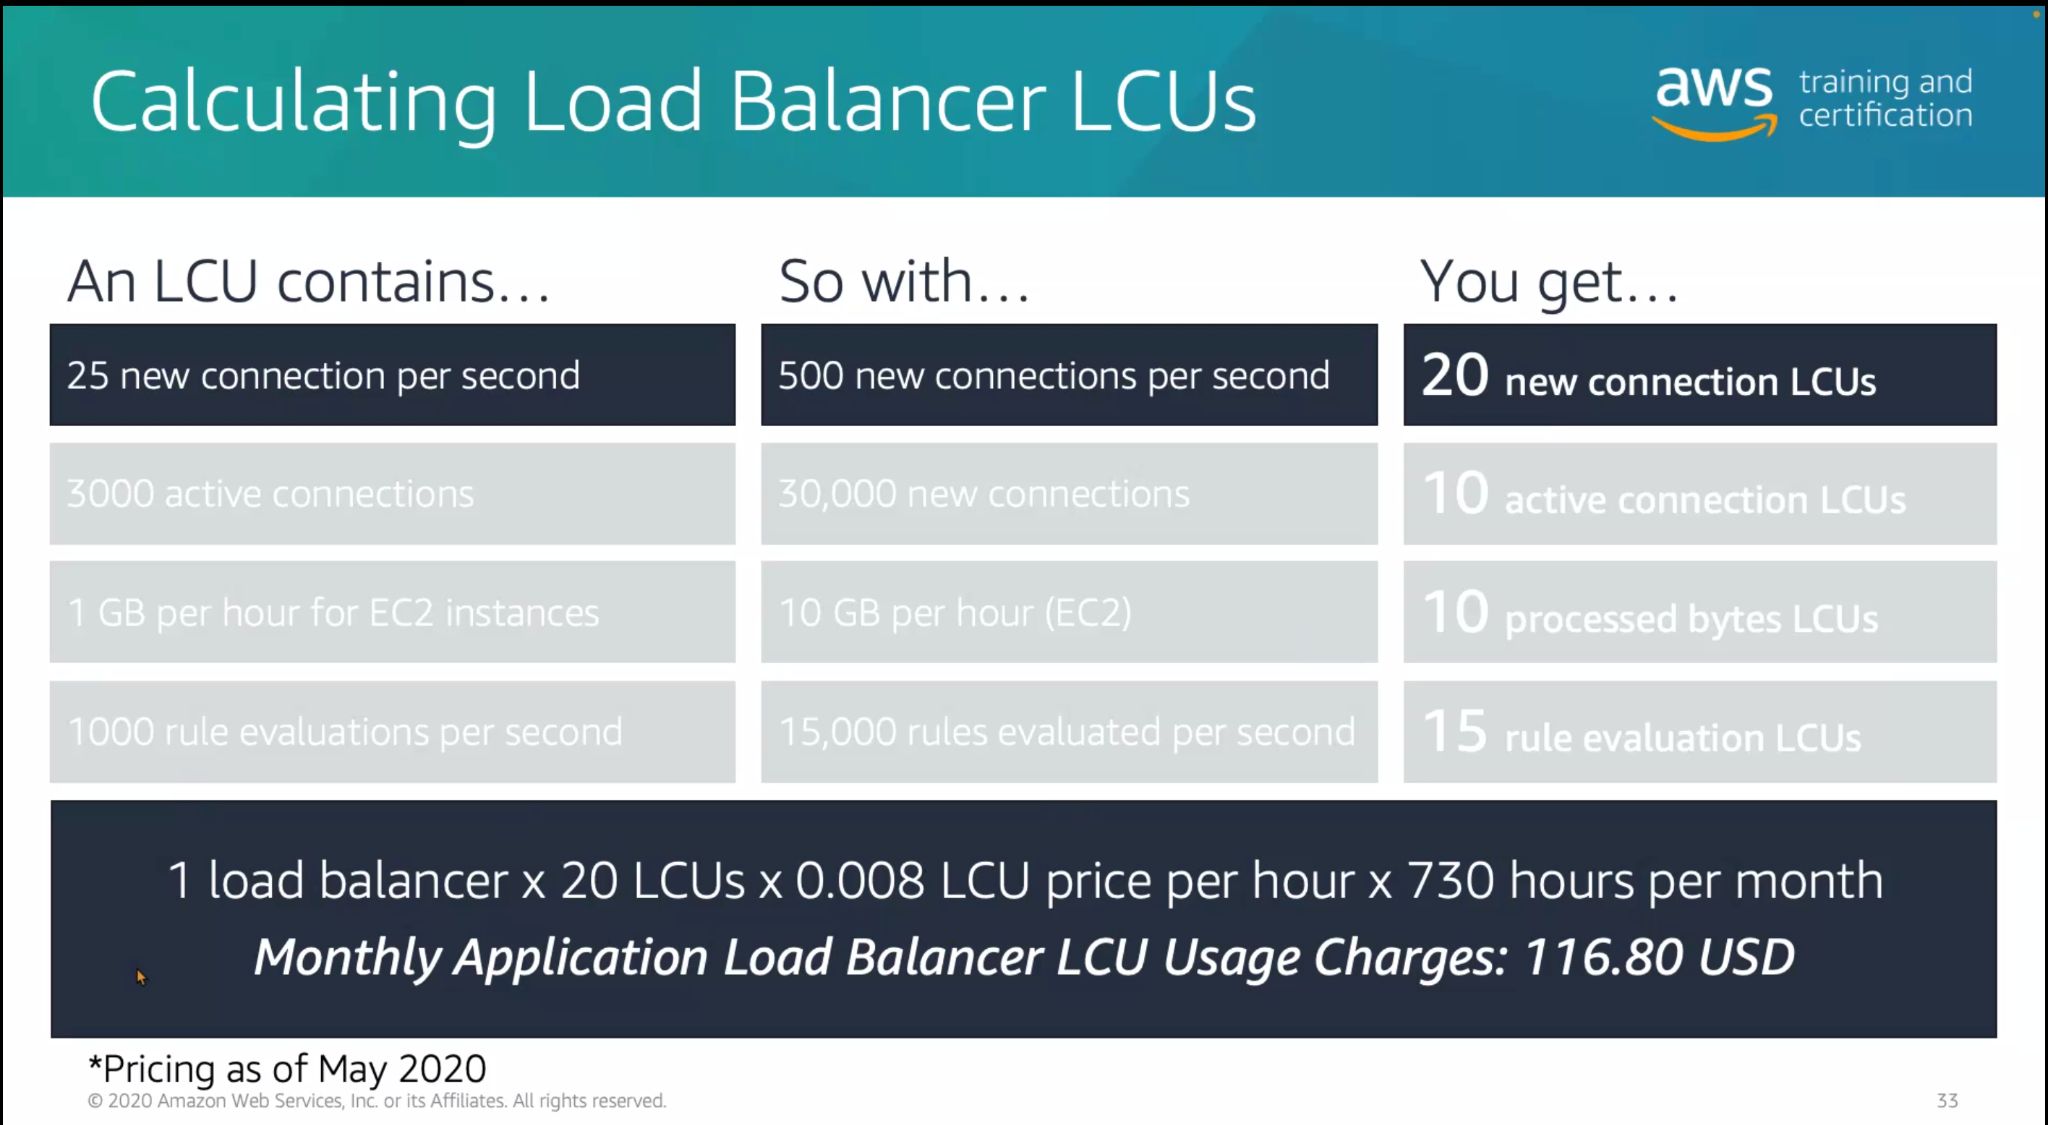 Calculating Load Balancer LCUs
aws training and
certification
An LCU contains...
So with...
You get...
25 new connection per second
500 new connections per second
20 new connection LCUs
3000 active connections
30,000 new connections
10 active connection LCUs
1 GB per hour for EC2 instances
10 GB per hour (EC2)
10 processed bytes LCUs
1000 rule evaluations per second
15,000 rules evaluated per second
15 rule evaluation LCUs
1 load balancer x 20 LCUs x 0.008 LCU price per hour x 730 hours per month
Monthly Application Load Balancer LCU Usage Charges: 116.80 USD
*Pricing as of May 2020
© 2020 Amazon Web Services, Inc. or its Affiliates. All rights reserved.
33